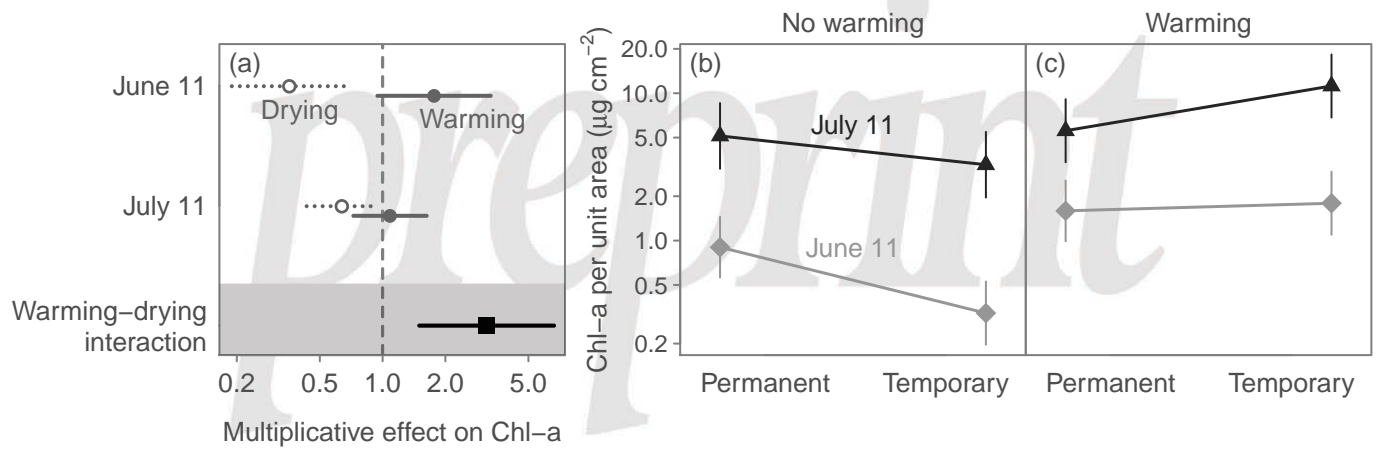 No warming
Warming
(a)
(b)
(c)
June 11
Drying
Warming
July 11
Warming−drying
interaction
0.2
0.5
1.0
2.0
5.0
Multiplicative effect on Chl−a
Chl−a per unit area (µg cm−2)
20.0
10.0
5.0
2.0
1.0
0.5
0.2
July 11
June 11
Permanent
Temporary
Permanent
Temporary
preprint